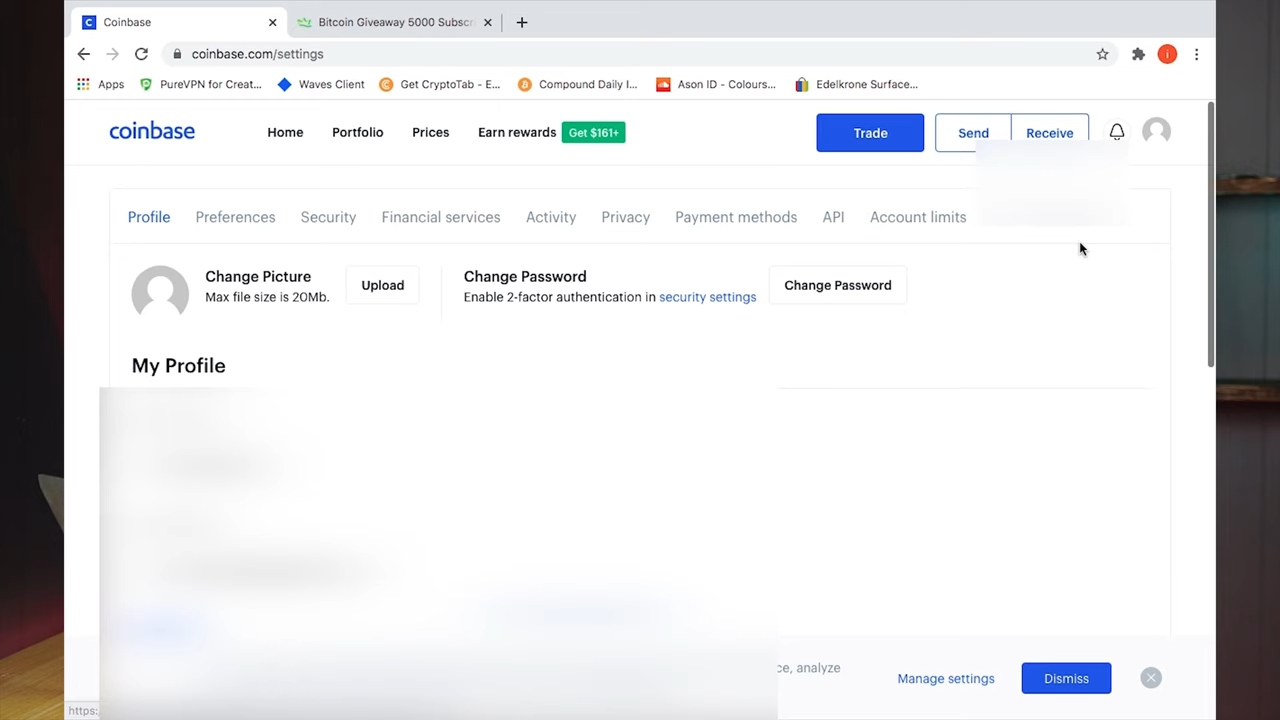 Coinbase
Bitcoin Giveaway 5000 Subscr
coinbase.com/settings
Apps
PureVPN for Creat...
Waves Client
Get CryptoTab - E...
Compound Daily I...
Ason ID - Colours...
Edelkrone Surface...
coinbase
Home
Portfolio
Prices
Earn rewards
Get $161+
Trade
Send
Receive
Profile
Preferences
Security
Financial services
Activity
Privacy
Payment methods
API
Account limits
Change Picture
Max file size is 20Mb.
Upload
Change Password
Enable 2-factor authentication in security settings
Change Password
My Profile
ce, analyze
Manage settings
Dismiss
https: